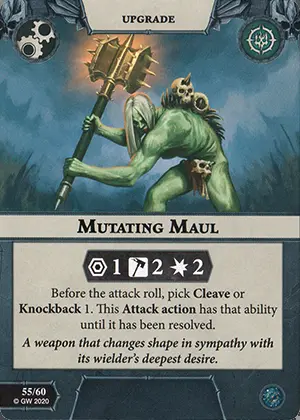 UPGRADE
MUTATING MAUL
1 2 2
Before the attack roll, pick Cleave or
Knockback 1. This Attack action has that ability
until it has been resolved.
A weapon that changes shape in sympathy with
its wielder's deepest desire.
55/60
© GW 2020